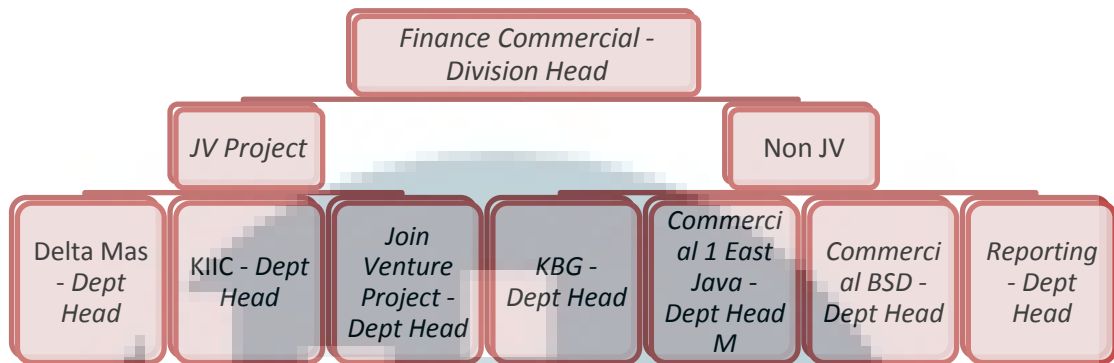 Finance Commercial -
Division Head
JV Project
Non JV
Delta Mas
- Dept
Head
KIIC - Dept
Head
Join
Venture
Project -
Dept Head
KBG -
Dept Head
Commerci
al 1 East
Java -
Dept Head
M
Commerci
al BSD -
Dept Head
Reporting
- Dept
Head